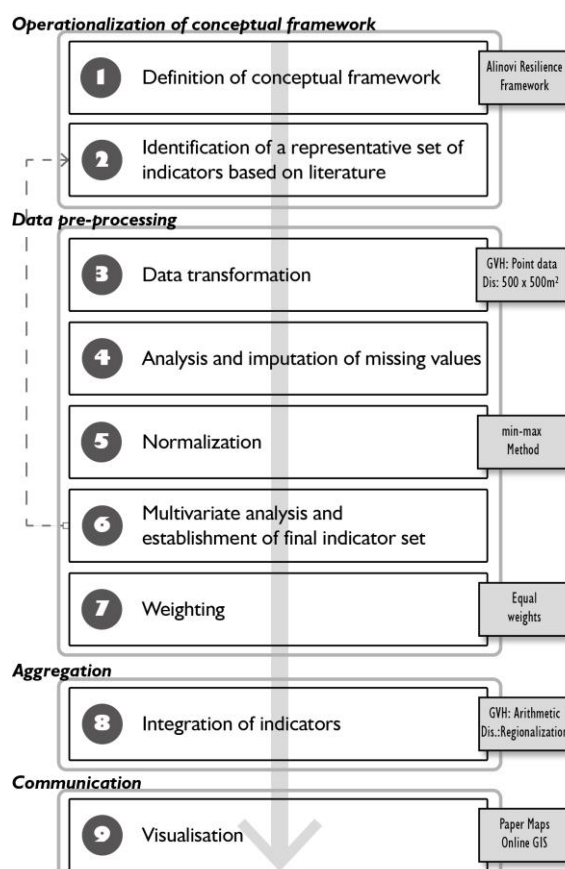 Operationalization of conceptual framework
1
Definition of conceptual framework
Alinovi Resilience
Framework
2
Identification of a representative set of
indicators based on literature
Data pre-processing
3
Data transformation
GVH: Point data
Dis: 500 x 500m²
4
Analysis and imputation of missing values
5
Normalization
min-max
Method
6
Multivariate analysis and
establishment of final indicator set
7
Weighting
Equal
weights
Aggregation
8
Integration of indicators
GVH: Arithmetic
Dis.:Regionalization
Communication
9
Visualisation
Paper Maps
Online GIS